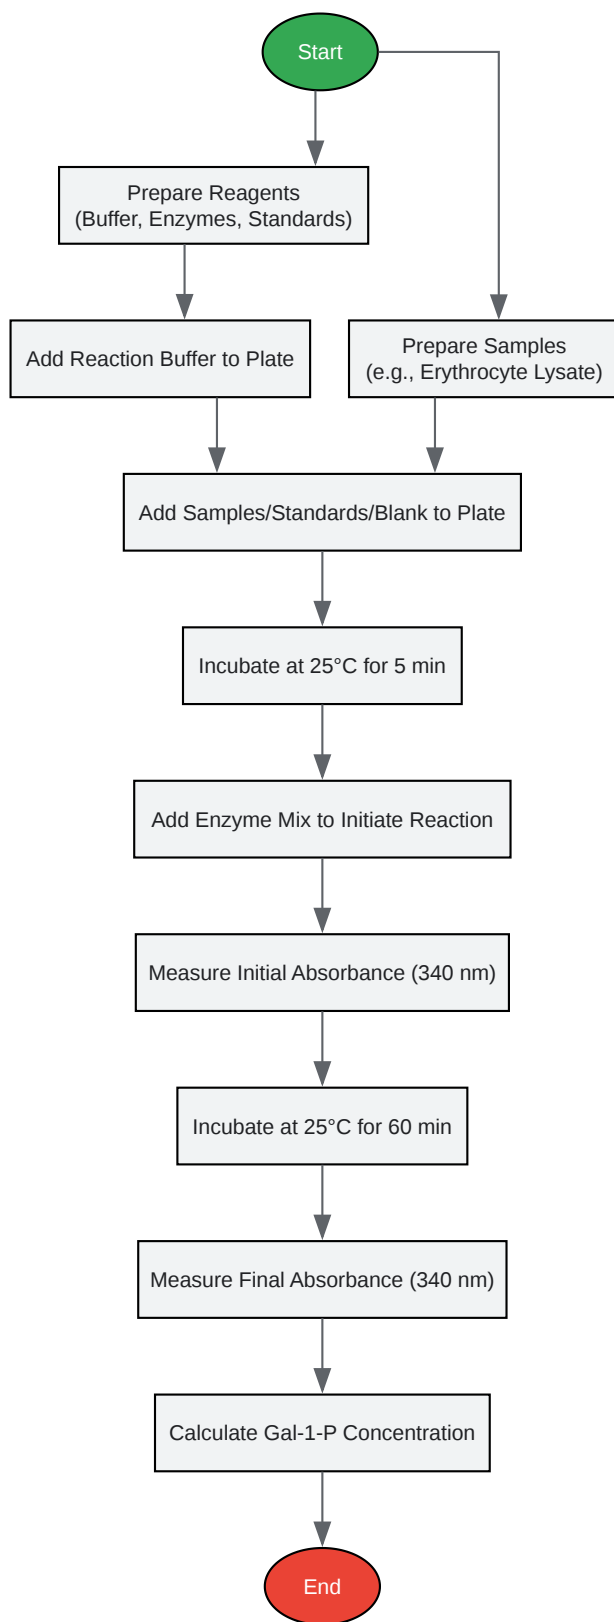 Start
Prepare Reagents
(Buffer, Enzymes, Standards)
Add Reaction Buffer to Plate
Prepare Samples
(e.g., Erythrocyte Lysate)
Add Samples/Standards/Blank to Plate
Incubate at 25°C for 5 min
Add Enzyme Mix to Initiate Reaction
Measure Initial Absorbance (340 nm)
Incubate at 25°C for 60 min
Measure Final Absorbance (340 nm)
Calculate Gal-1-P Concentration
End